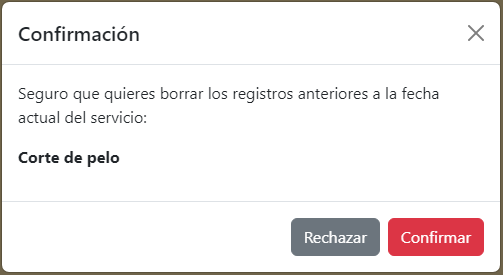 Confirmación
Seguro que quieres borrar los registros anteriores a la fecha
actual del servicio:
Corte de pelo
Rechazar
Confirmar